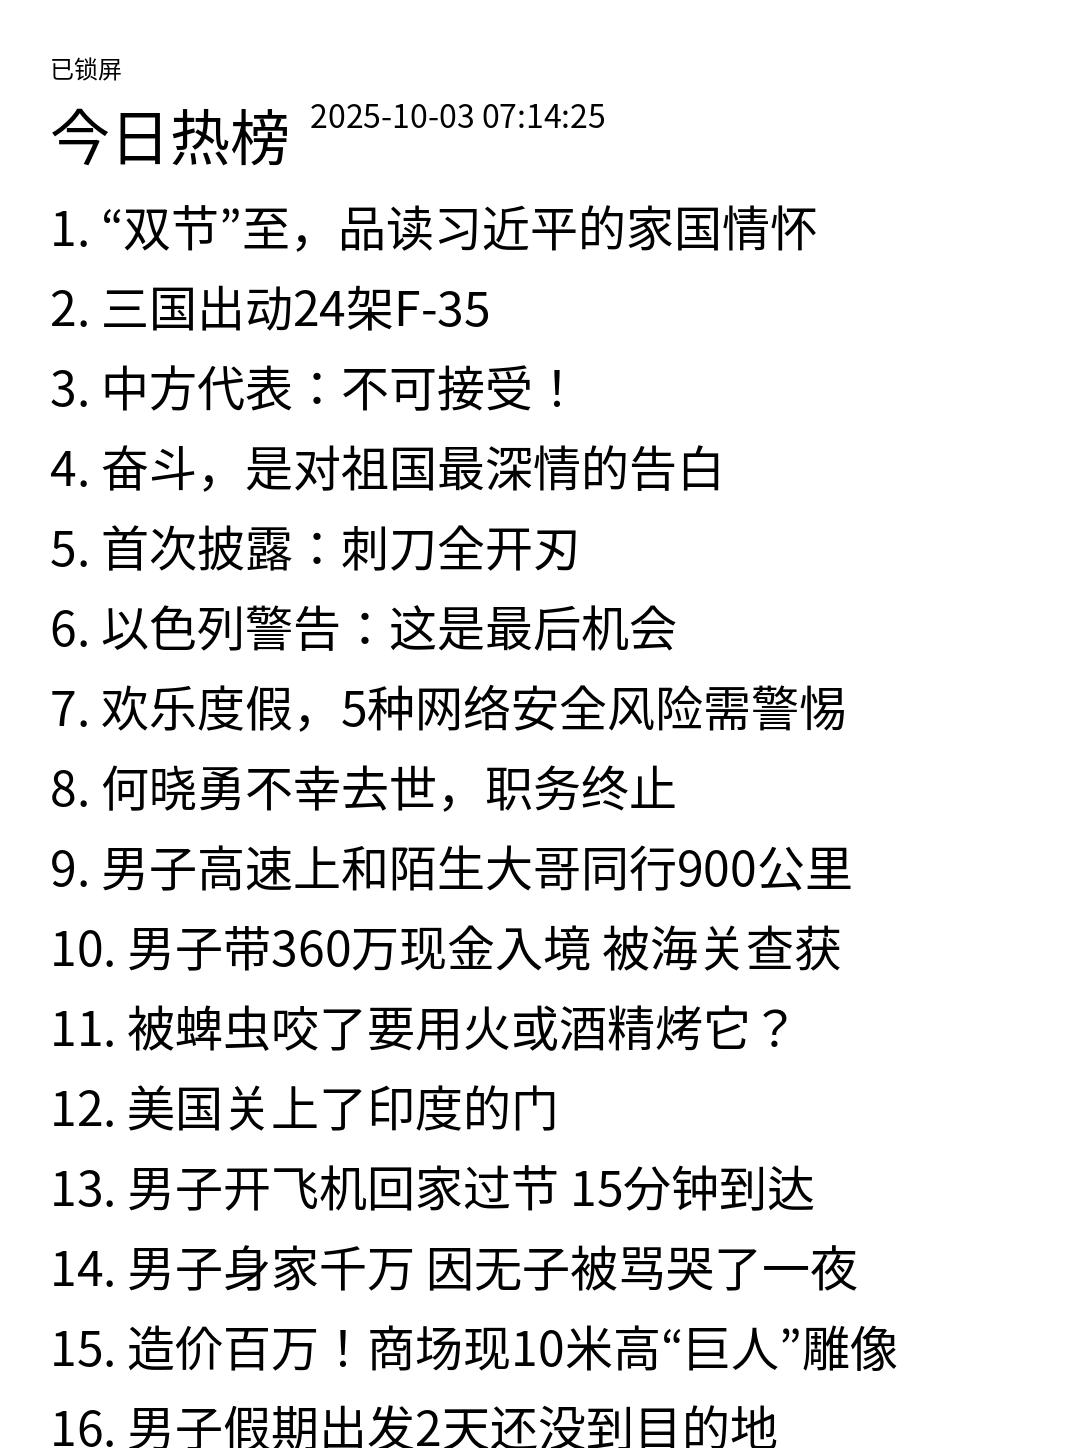 已锁屏
今日热榜 2025-10-03 07:14:25
1. “双节”至，品读习近平的家国情怀
2. 三国出动24架F-35
3. 中方代表：不可接受！
4. 奋斗，是对祖国最深情的告白
5. 首次披露：刺刀全开刃
6. 以色列警告：这是最后机会
7. 欢乐度假，5种网络安全风险需警惕
8. 何晓勇不幸去世，职务终止
9. 男子高速上和陌生大哥同行900公里
10. 男子带360万现金入境 被海关查获
11. 被蜱虫咬了要用火或酒精烤它？
12. 美国关上了印度的门
13. 男子开飞机回家过节 15分钟到达
14. 男子身家千万 因无子被骂哭了一夜
15. 造价百万！商场现10米高“巨人”雕像
16. 男子假期出发2天还没到目的地